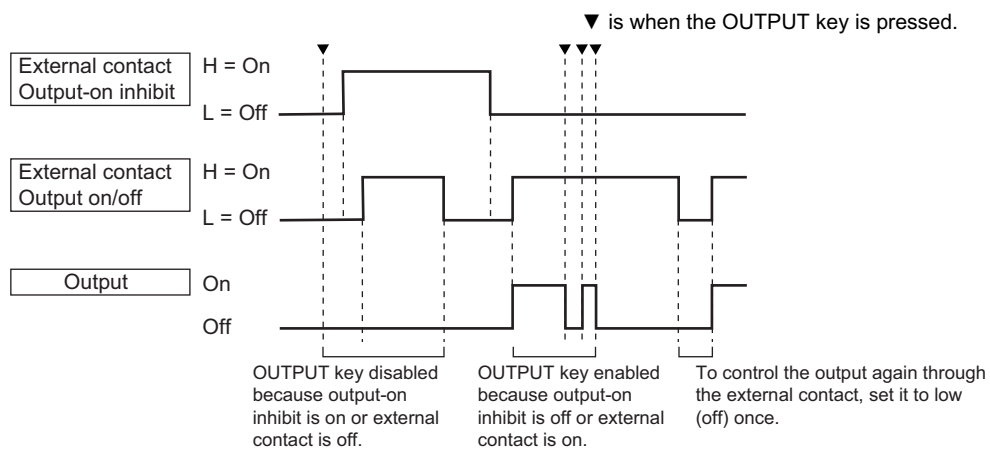 ▼ is when the OUTPUT key is pressed.
External contact
Output-on inhibit
H = On
L = Off
External contact
Output on/off
H = On
L = Off
Output
On
Off
OUTPUT key disabled
because output-on
inhibit is on or external
contact is off.
OUTPUT key enabled
because output-on
inhibit is off or external
contact is on.
To control the output again through
the external contact, set it to low
(off) once.